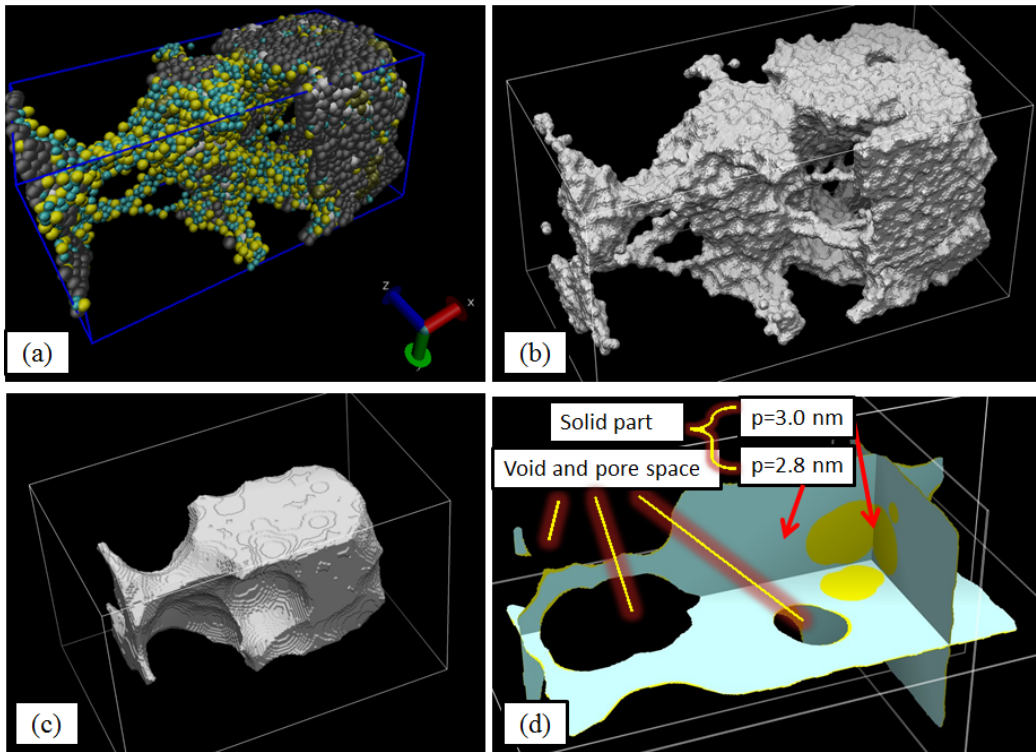 z
x
(a)
(b)
(c)
Solid part
p=3.0 nm
Void and pore space
p=2.8 nm
(d)